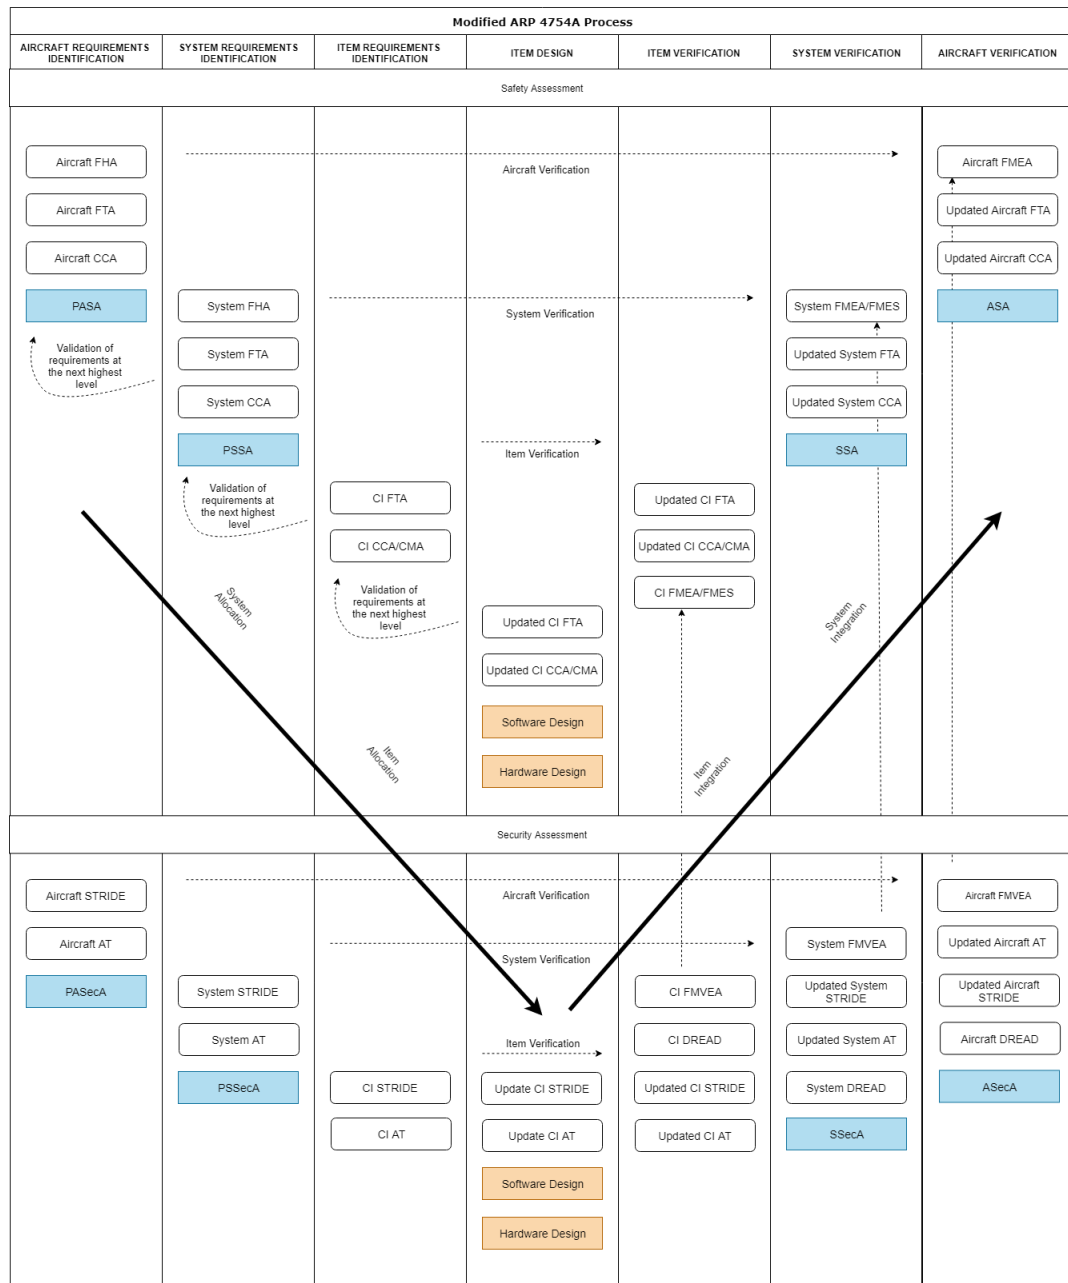 Modified ARP 4754A Process
AIRCRAFT REQUIREMENTS
IDENTIFICATION
SYSTEM REQUIREMENTS
IDENTIFICATION
ITEM REQUIREMENTS
IDENTIFICATION
ITEM DESIGN
ITEM VERIFICATION
SYSTEM VERIFICATION
AIRCRAFT VERIFICATION
Safety Assessment
Aircraft FHA
Aircraft FTA
Aircraft CCA
PASA
Validation of
requirements at
the next highest
level
System FHA
System FTA
System CCA
PSSA
Validation of
requirements at
the next highest
level
System
Allocation
CI FTA
CI CCA/CMA
Validation of
requirements at
the next highest
level
Item
Allocation
Aircraft Verification
System Verification
Item Verification
Updated CI FTA
Updated CI CCA/CMA
Software Design
Hardware Design
Updated CI FTA
Updated CI CCA/CMA
CI FMEA/FMES
Item
Integration
System FMEA/FMES
Updated System FTA
Updated System CCA
SSA
System
Integration
Aircraft FMEA
Updated Aircraft FTA
Updated Aircraft CCA
ASA
Security Assessment
Aircraft STRIDE
Aircraft AT
PASecA
System STRIDE
System AT
PSSecA
CI STRIDE
CI AT
Aircraft Verification
System Verification
Item Verification
Update CI STRIDE
Update CI AT
Software Design
Hardware Design
CI FMVEA
CI DREAD
Updated CI STRIDE
Updated CI AT
System FMVEA
Updated System
STRIDE
Updated System AT
System DREAD
SSecA
Aircraft FMVEA
Updated Aircraft AT
Updated Aircraft
STRIDE
Aircraft DREAD
ASecA